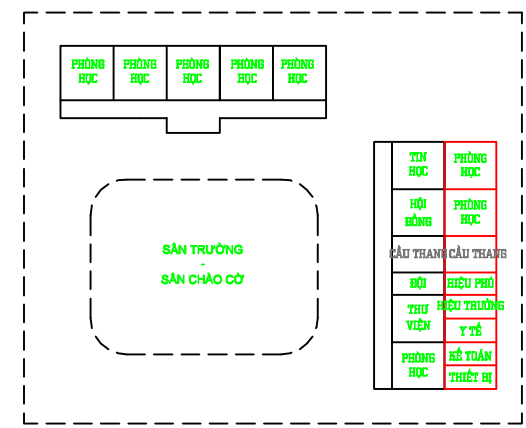 PHÒNG HỌC
PHÒNG HỌC
PHÒNG HỌC
PHÒNG HỌC
PHÒNG HỌC
TIN HỌC
PHÒNG HỌC
HỘI ĐỒNG
PHÒNG HỌC
CẦU THANG
CẦU THANG
ĐỘI
HIỆU PHÓ
THƯ VIỆN
HIỆU TRƯỞNG
Y TẾ
PHÒNG HỌC
KẾ TOÁN
THIẾT BỊ
SÂN TRƯỜNG
-
SÂN CHÀO CỜ